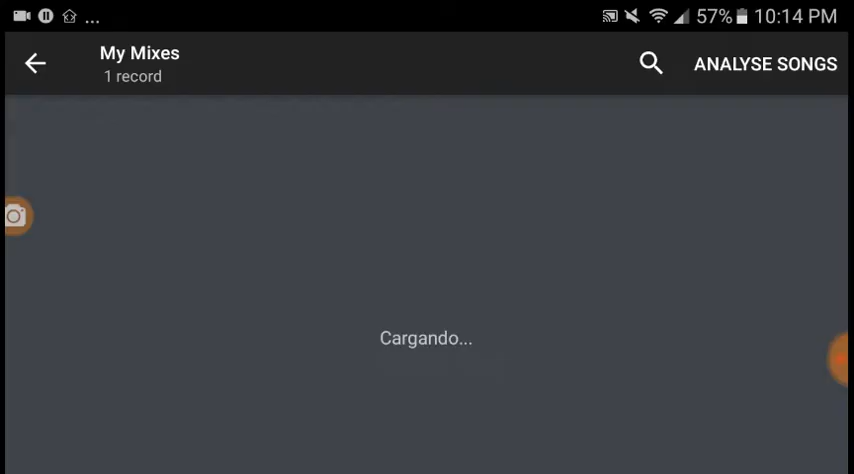 ... 57% 10:14 PM
My Mixes
1 record
ANALYSE SONGS
Cargando...